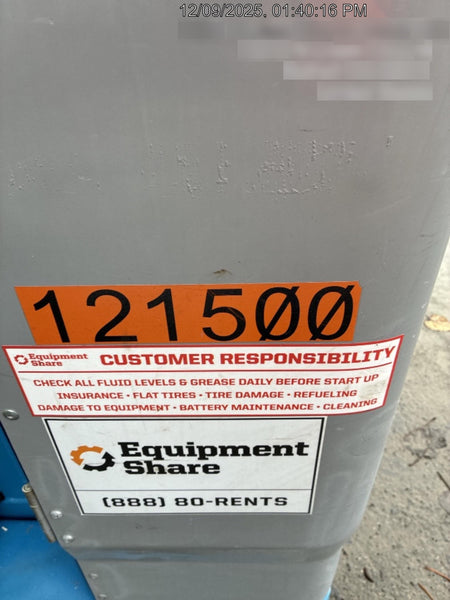 12/09/2025, 01:40:16 PM
1215ØØ
Equipment
Share
CUSTOMER RESPONSIBILITY
CHECK ALL FLUID LEVELS & GREASE DAILY BEFORE START UP
INSURANCE · FLAT TIRES · TIRE DAMAGE · REFUELING
DAMAGE TO EQUIPMENT · BATTERY MAINTENANCE · CLEANING
Equipment
Share
(888) 80-RENTS